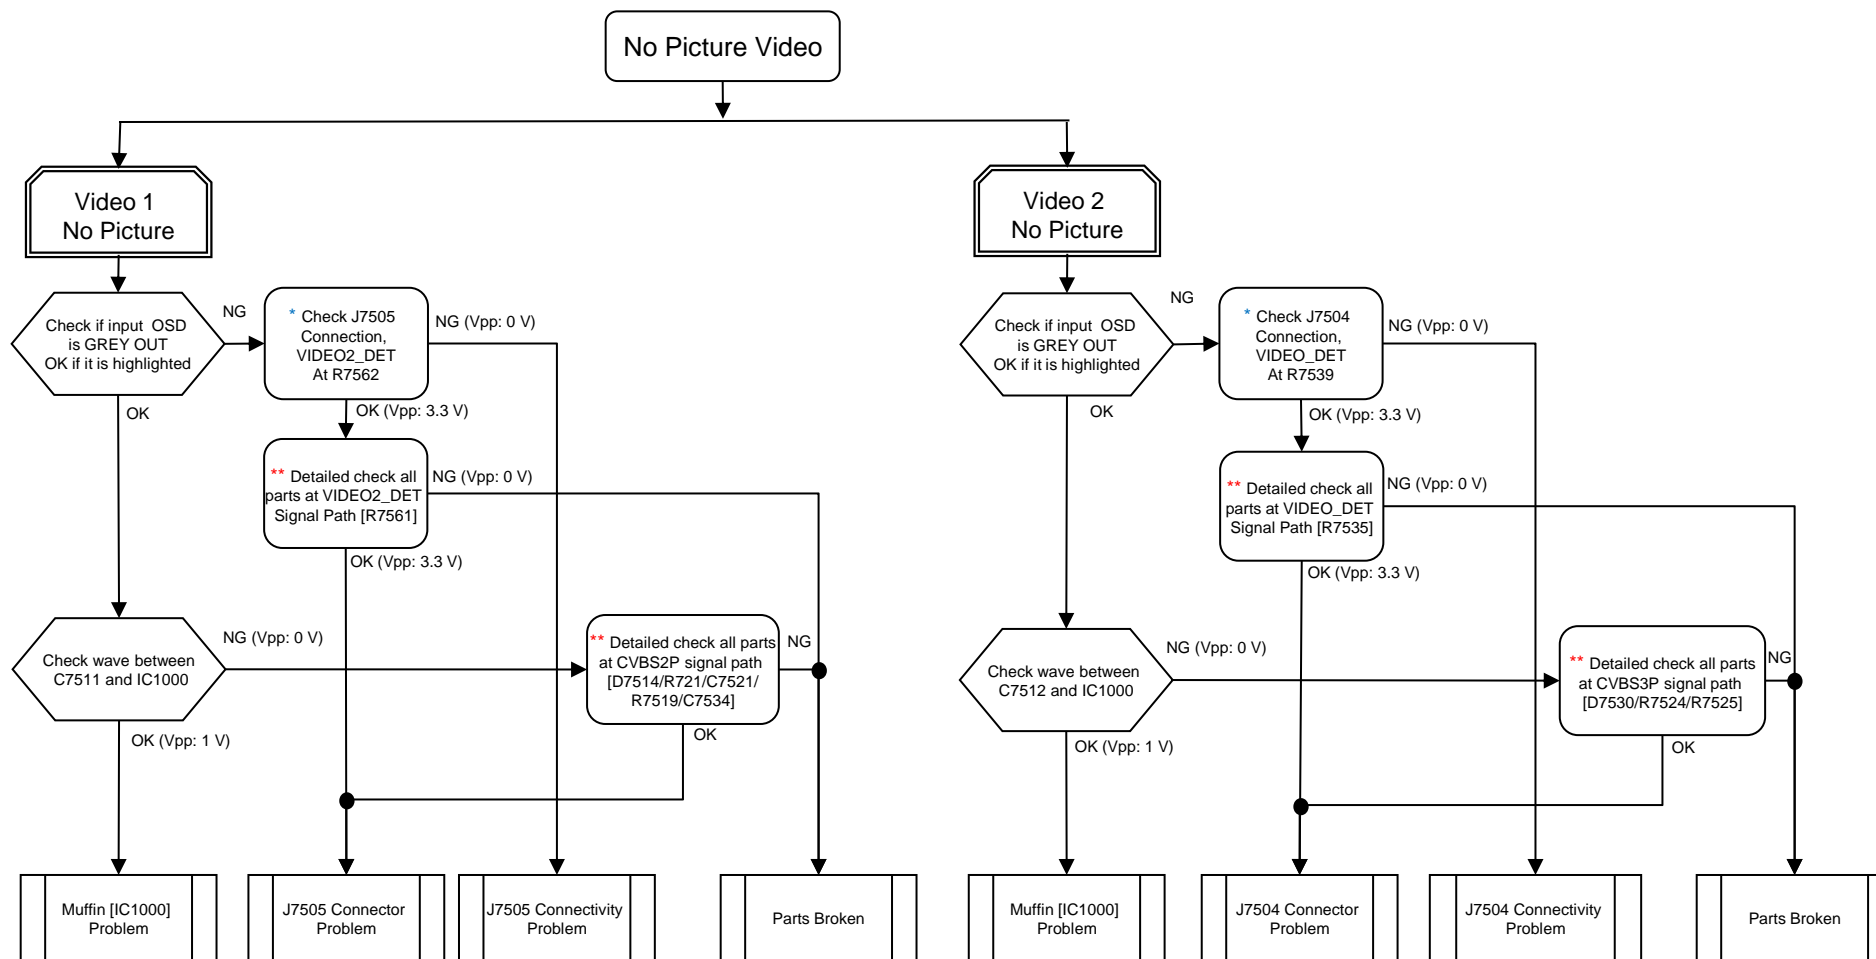 No Picture Video
Video 1
No Picture
Check if input OSD
is GREY OUT
OK if it is highlighted
NG
OK
* Check J7505
Connection,
VIDEO2_DET
At R7562
NG (Vpp: 0 V)
OK (Vpp: 3.3 V)
** Detailed check all
parts at VIDEO2_DET
Signal Path [R7561]
NG (Vpp: 0 V)
OK (Vpp: 3.3 V)
Check wave between
C7511 and IC1000
NG (Vpp: 0 V)
OK (Vpp: 1 V)
** Detailed check all parts
at CVBS2P signal path
[D7514/R721/C7521/
R7519/C7534]
NG
OK
Muffin [IC1000]
Problem
J7505 Connector
Problem
J7505 Connectivity
Problem
Parts Broken
Video 2
No Picture
Check if input OSD
is GREY OUT
OK if it is highlighted
NG
OK
* Check J7504
Connection,
VIDEO_DET
At R7539
NG (Vpp: 0 V)
OK (Vpp: 3.3 V)
** Detailed check all
parts at VIDEO_DET
Signal Path [R7535]
NG (Vpp: 0 V)
OK (Vpp: 3.3 V)
Check wave between
C7512 and IC1000
NG (Vpp: 0 V)
OK (Vpp: 1 V)
** Detailed check all parts
at CVBS3P signal path
[D7530/R7524/R7525]
NG
OK
Muffin [IC1000]
Problem
J7504 Connector
Problem
J7504 Connectivity
Problem
Parts Broken